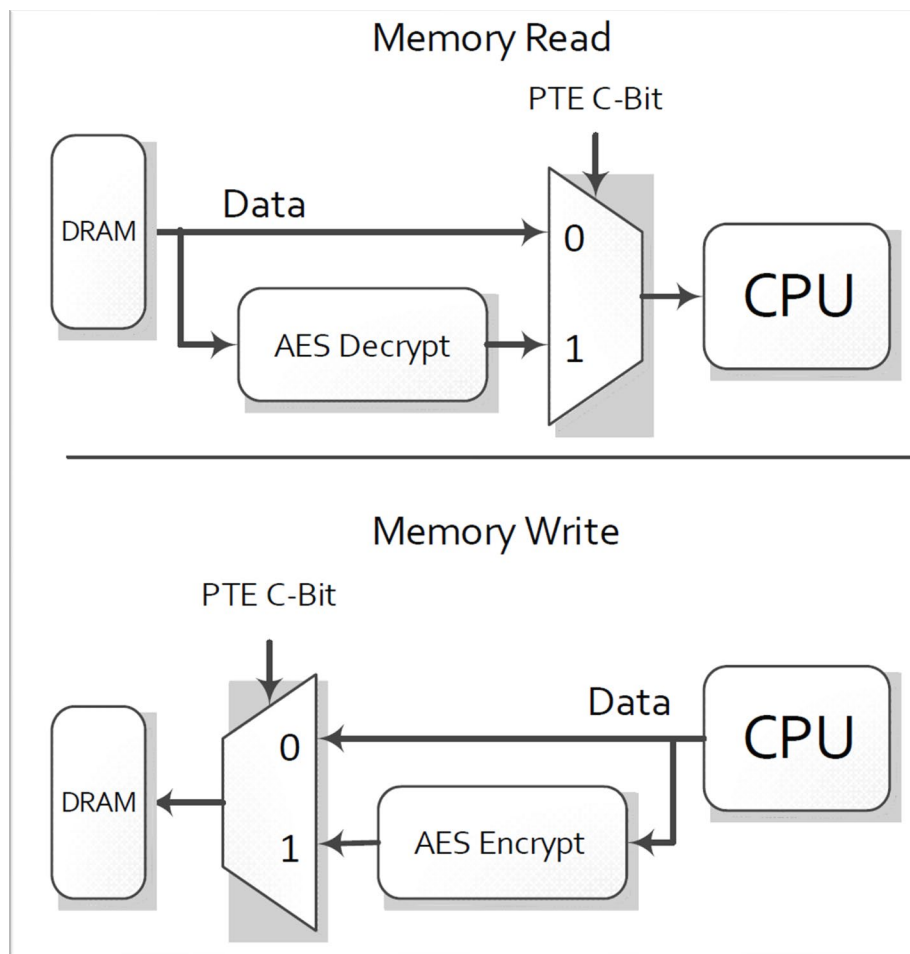 Memory Read
PTE C-Bit
DRAM
Data
0
CPU
AES Decrypt
1
Memory Write
PTE C-Bit
Data
DRAM
0
CPU
1
AES Encrypt